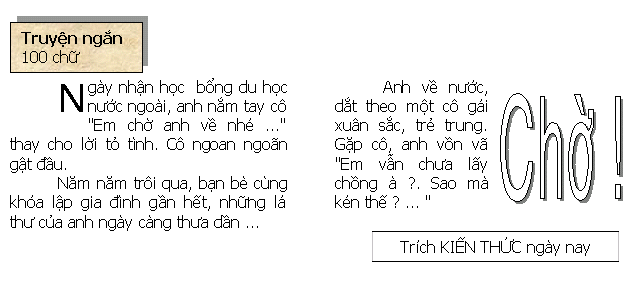 Truyện ngắn
100 chữ
Ngày nhận học bổng du học
nước ngoài, anh nắm tay cô
"Em chờ anh về nhé ..."
thay cho lời tỏ tình. Cô ngoan ngoãn
gật đầu.
Năm năm trôi qua, bạn bè cùng
khóa lập gia đình gần hết, những lá
thư của anh ngày càng thưa dần ...
Anh về nước,
dắt theo một cô gái
xuân sắc, trẻ trung.
Gặp cô, anh vồn vã
"Em vẫn chưa lấy
chồng à ?. Sao mà
kén thế ? ... "
Chờ !
Trích KIẾN THỨC ngày nay